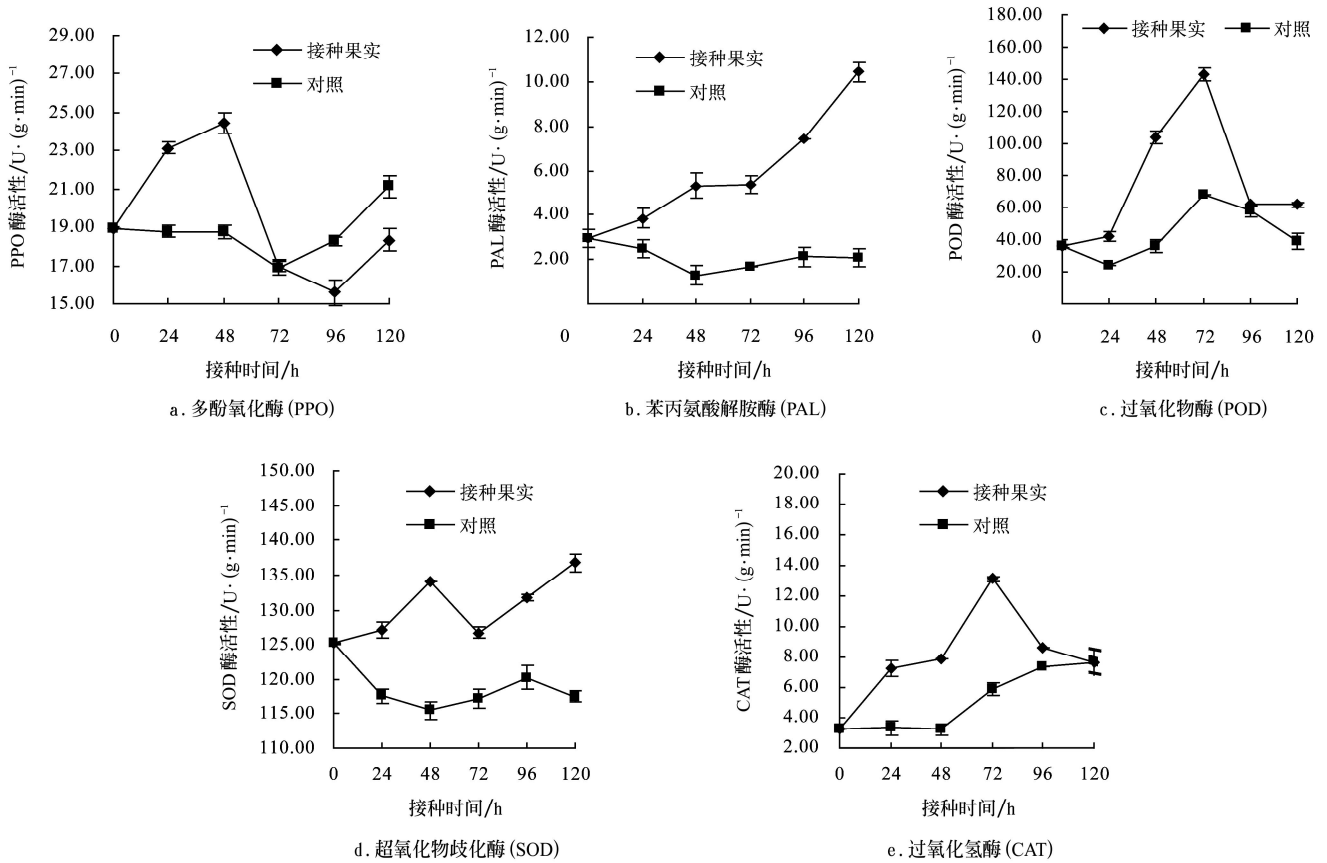 PPO酶活性/U·(g·min)⁻¹
29.00
27.00
25.00
23.00
21.00
19.00
17.00
15.00
接种果实
对照
0 24 48 72 96 120
接种时间/h
a.多酚氧化酶(PPO)
PAL酶活性/U·(g·min)⁻¹
12.00
10.00
8.00
6.00
4.00
2.00
接种果实
对照
0 24 48 72 96 120
接种时间/h
b.苯丙氨酸解胺酶(PAL)
POD酶活性/U·(g·min)⁻¹
180.00
160.00
140.00
120.00
100.00
80.00
60.00
40.00
20.00
接种果实 对照
0 24 48 72 96 120
接种时间/h
c.过氧化物酶(POD)
SOD酶活性/U·(g·min)⁻¹
150.00
145.00
140.00
135.00
130.00
125.00
120.00
115.00
110.00
接种果实
对照
0 24 48 72 96 120
接种时间/h
d.超氧化物歧化酶(SOD)
CAT酶活性/U·(g·min)⁻¹
20.00
18.00
16.00
14.00
12.00
10.00
8.00
6.00
4.00
2.00
接种果实
对照
0 24 48 72 96 120
接种时间/h
e.过氧化氢酶(CAT)